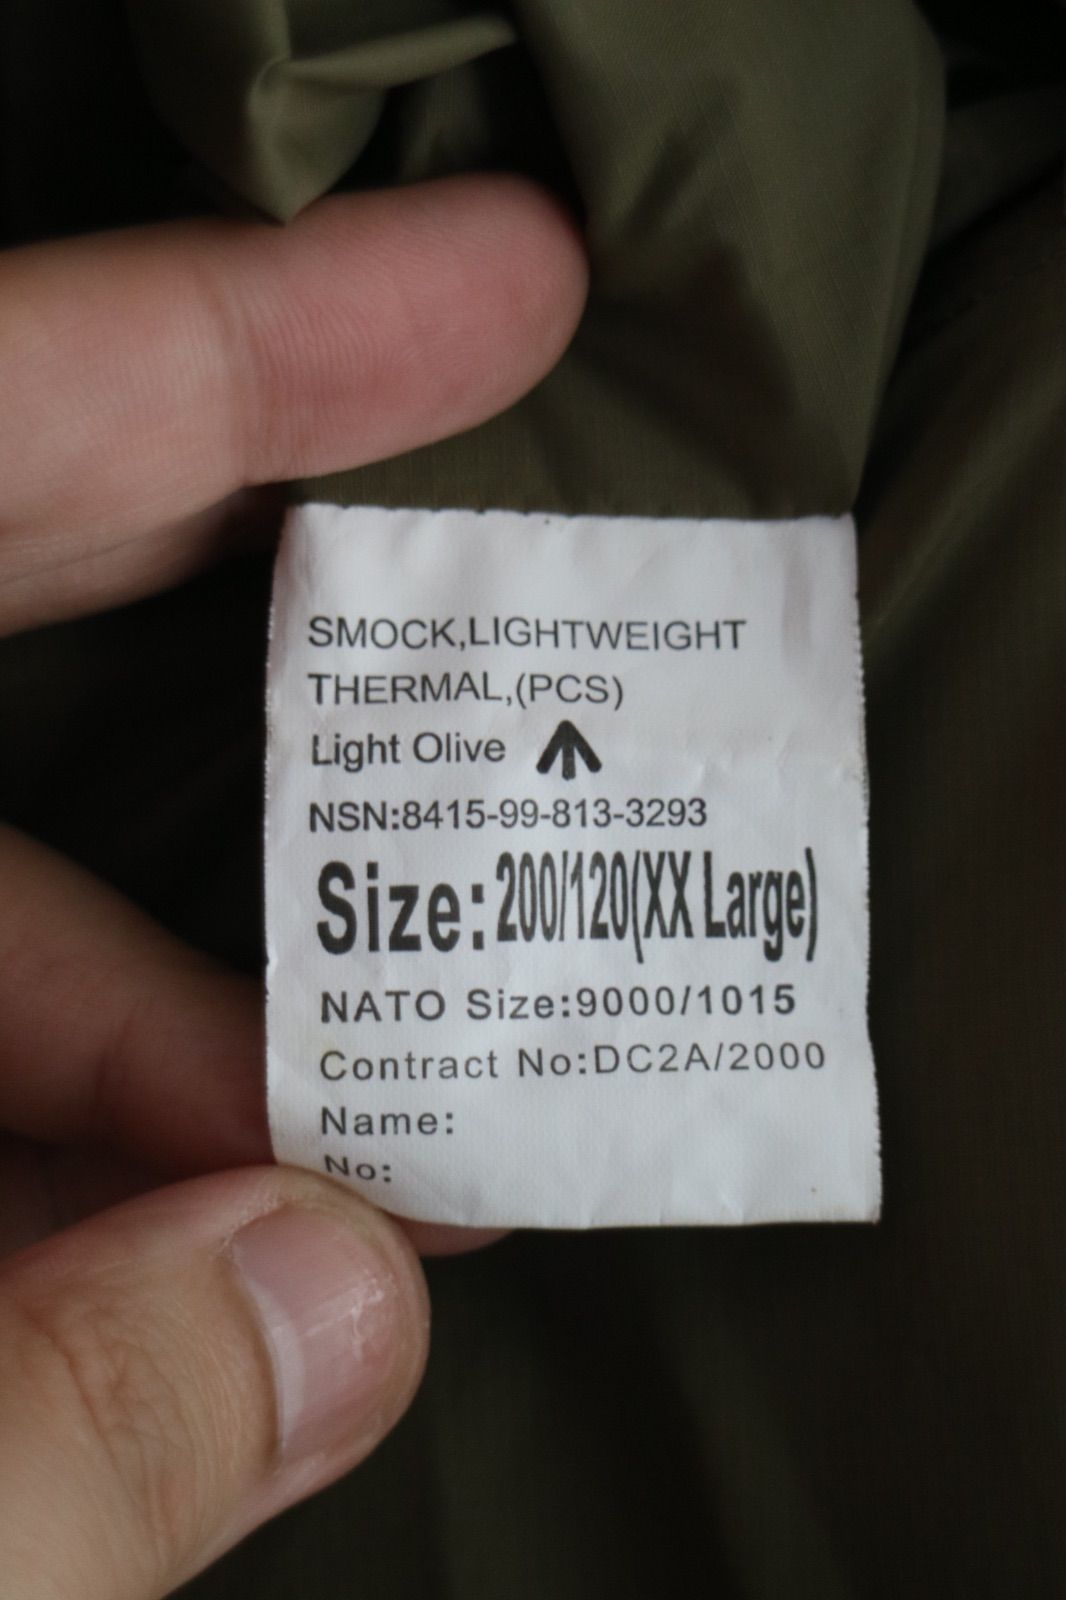 SMOCK,LIGHTWEIGHT
THERMAL,(PCS)
Light Olive
NSN:8415-99-813-3293
Size:200/120(XX Large)
NATO Size:9000/1015
Contract No:DC2A/2000
Name:
No: